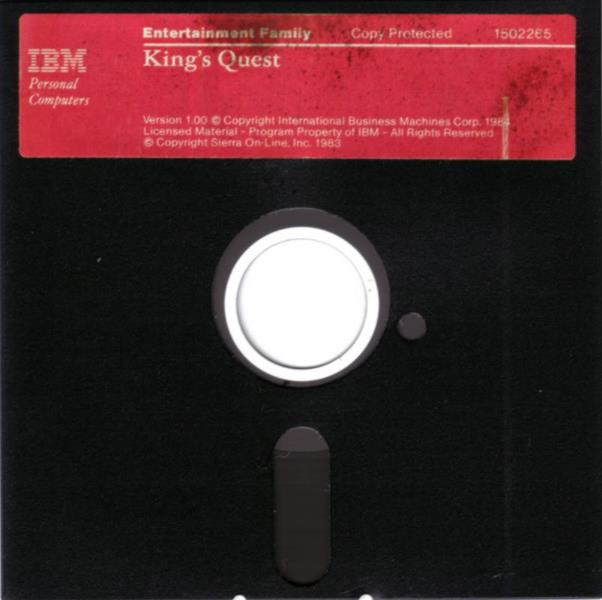 Entertainment Family Copy Protected 1502265
IBM King's Quest
Personal
Computers
Version 1.00 © Copyright International Business Machines Corp. 1984
Licensed Material - Program Property of IBM - All Rights Reserved
© Copyright Sierra On-Line, Inc. 1983